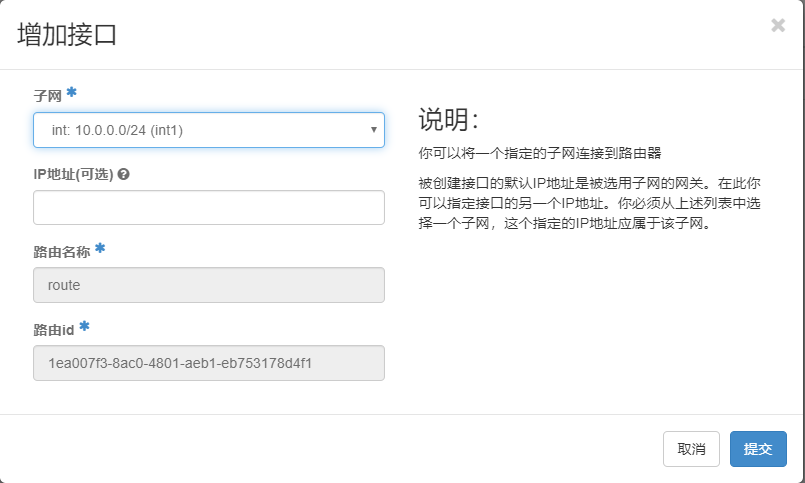 增加接口
×
子网 *
int: 10.0.0.0/24 (int1)
IP地址(可选)
路由名称 *
route
路由id *
1ea007f3-8ac0-4801-aeb1-eb753178d4f1
说明：
你可以将一个指定的子网连接到路由器
被创建接口的默认IP地址是被选用子网的网关。在此你
可以指定接口的另一个IP地址。你必须从上述列表中选
择一个子网，这个指定的IP地址应属于该子网。
取消
提交